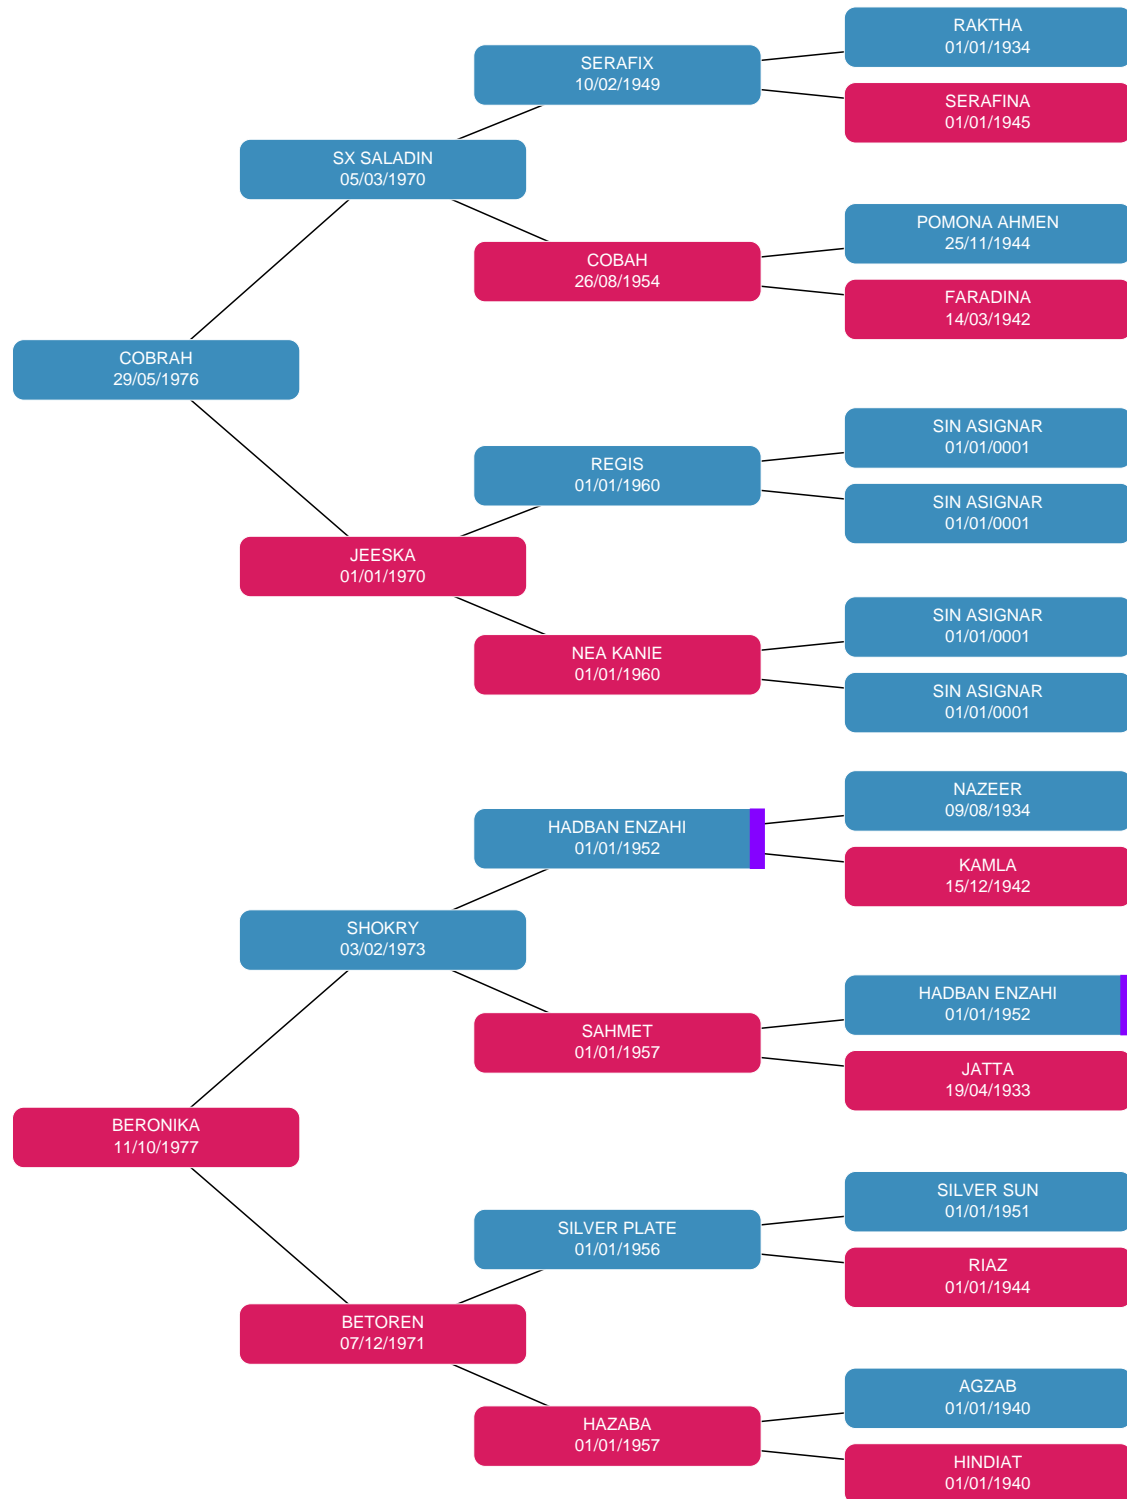 RAKTHA
01/01/1934
SERAFIX
10/02/1949
SERAFINA
01/01/1945
SX SALADIN
05/03/1970
POMONA AHMEN
25/11/1944
COBAH
26/08/1954
FARADINA
14/03/1942
COBRAH
29/05/1976
SIN ASIGNAR
01/01/0001
REGIS
01/01/1960
SIN ASIGNAR
01/01/0001
JEESKA
01/01/1970
SIN ASIGNAR
01/01/0001
NEA KANIE
01/01/1960
SIN ASIGNAR
01/01/0001
NAZEER
09/08/1934
HADBAN ENZAHI
01/01/1952
KAMLA
15/12/1942
SHOKRY
03/02/1973
HADBAN ENZAHI
01/01/1952
SAHMET
01/01/1957
JATTA
19/04/1933
BERONIKA
11/10/1977
SILVER SUN
01/01/1951
SILVER PLATE
01/01/1956
RIAZ
01/01/1944
BETOREN
07/12/1971
AGZAB
01/01/1940
HAZABA
01/01/1957
HINDIAT
01/01/1940